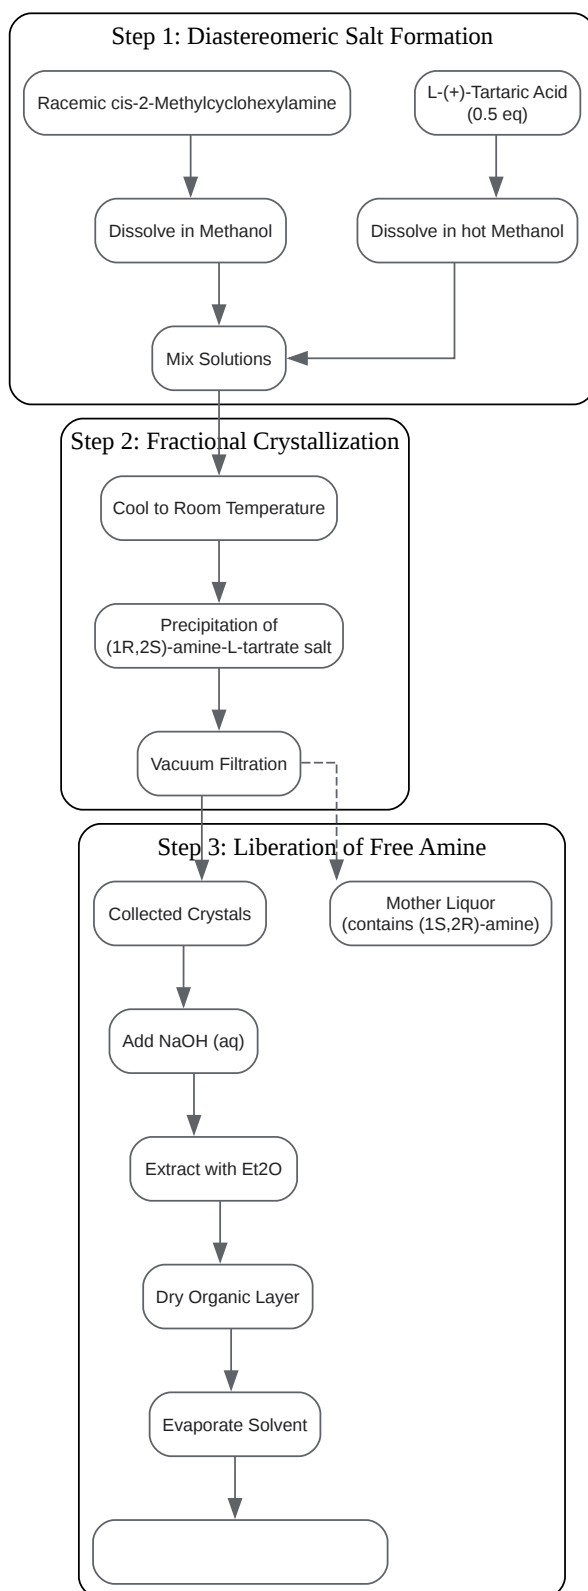 Step 1: Diastereomeric Salt Formation
Racemic cis-2-Methylcyclohexylamine
L-(+)-Tartaric Acid
(0.5 eq)
Dissolve in Methanol
Dissolve in hot Methanol
Mix Solutions
Step 2: Fractional Crystallization
Cool to Room Temperature
Precipitation of
(1R,2S)-amine-L-tartrate salt
Vacuum Filtration
Step 3: Liberation of Free Amine
Collected Crystals
Mother Liquor
(contains (1S,2R)-amine)
Add NaOH (aq)
Extract with Et2O
Dry Organic Layer
Evaporate Solvent